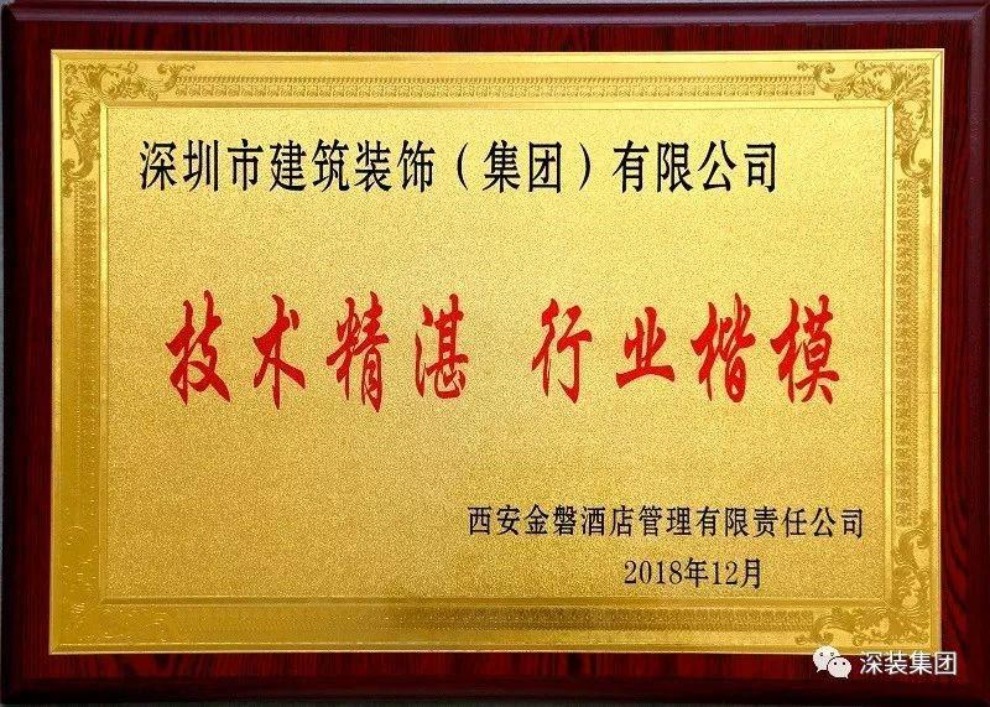 深圳市建筑装饰（集团）有限公司
技术精湛 行业楷模
西安金磐酒店管理有限责任公司
2018年12月
深装集团